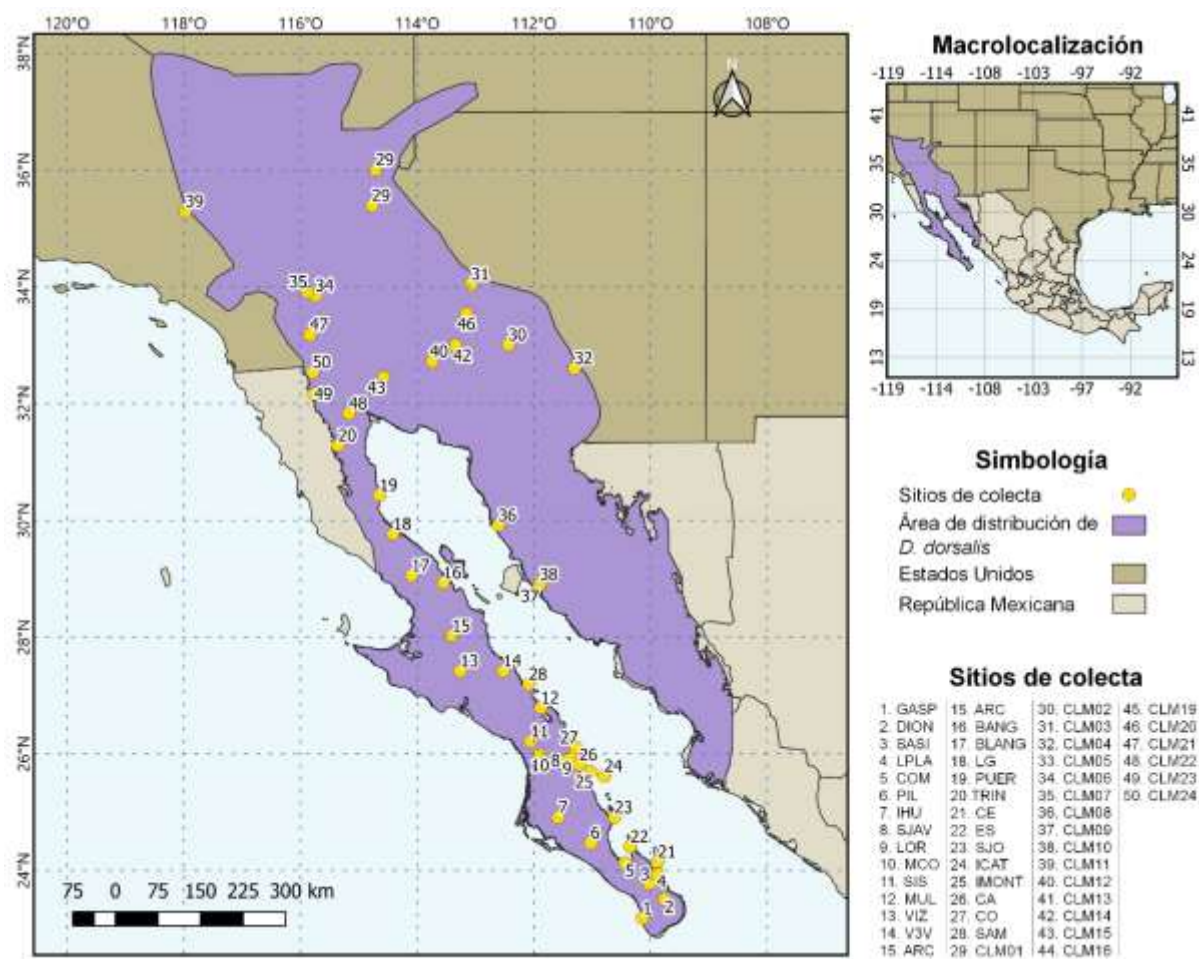 120°O 118°O 116°O 114°O 112°O 110°O 108°O
38°N
36°N
34°N
32°N
30°N
28°N
26°N
24°N
N
29
29
39
31
35 34
46
47
30
40 42
32
50
43
49
48
20
19
36
18
17
16
38
37
15
13
14
28
12
11
27
26
10 8
9
24
25
7
23
6
22
21
5
3
4
2
1
75 0 75 150 225 300 km
Macrolocalización
-119 -114 -108 -103 -97 -92
41 41
35 35
30 30
24 24
19 19
13 13
-119 -114 -108 -103 -97 -92
Simbología
Sitios de colecta
Área de distribución de
D. dorsalis
Estados Unidos
República Mexicana
Sitios de colecta
1. GASP 15. ARC 30. CLM02 45. CLM19
2. DION 16. BANG 31. CLM03 46. CLM20
3. 17. BLANG 32. CLM04 47. CLM21
4. LPLA 18. LG 33. CLM05 48. CLM22
5. COM 19. PUER 34. CLM06 49. CLM23
6. PIL 20 TRIN 35. CLM07 50. CLM24
7. IHU 21. CE 36. CLM08
8. SJAV 22. ES 37. CLM09
9. LOR 23. SJO 38. CLM10
10. MCO 24. ICAT 39. CLM11
11. SIS 25. IMONT 40. CLM12
12. MUL 26. CA 41. CLM13
13. VIZ 27. CO 42. CLM14
14. V3V 28. SAM 43. CLM15
15. ARC 29. CLM01 44. CLM16